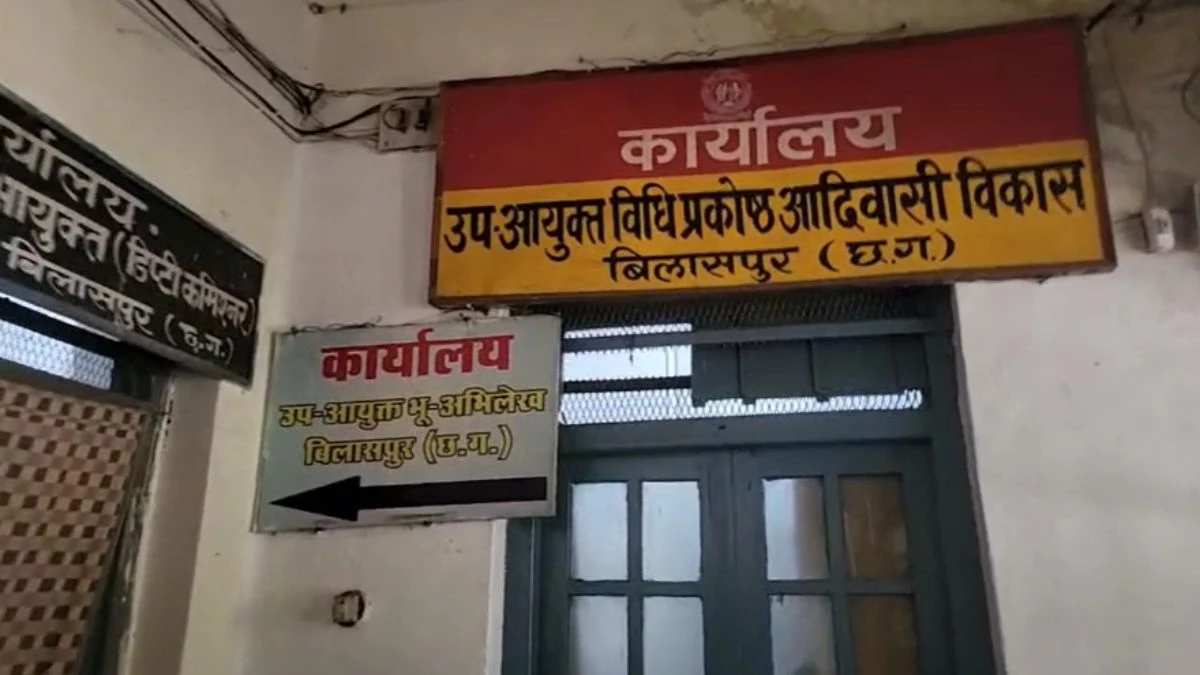 कार्यालय
उप-आयुक्त विधि प्रकोष्ठ आदिवासी विकास
बिलासपुर (छ.ग.)
कार्यालय
उप-आयुक्त भू-अभिलेख
बिलासपुर (छ.ग.)
र्यालय.
आयुक्त (डिप्टी कमिश्नर)
बिलासपुर (छ.ग.)